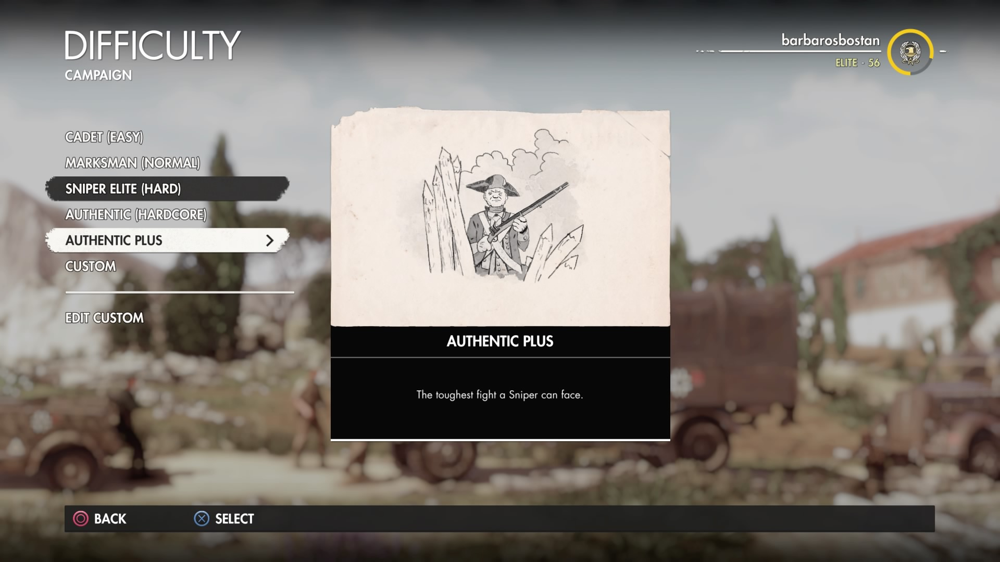 DIFFICULTY
CAMPAIGN
barbarosbostan
ELITE - 56
CADET (EASY)
MARKSMAN (NORMAL)
SNIPER ELITE (HARD)
AUTHENTIC (HARDCORE)
AUTHENTIC PLUS
CUSTOM
EDIT CUSTOM
AUTHENTIC PLUS
The toughest fight a Sniper can face.
BACK
SELECT